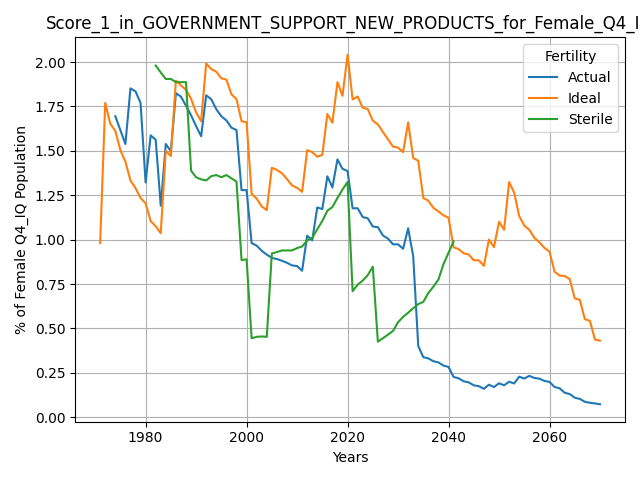 Score_1_in_GOVERNMENT_SUPPORT_NEW_PRODUCTS_for_Female_Q4_I
Fertility
Actual
Ideal
Sterile
% of Female Q4_IQ Population
2.00
1.75
1.50
1.25
1.00
0.75
0.50
0.25
0.00
1980
2000
2020
2040
2060
Years